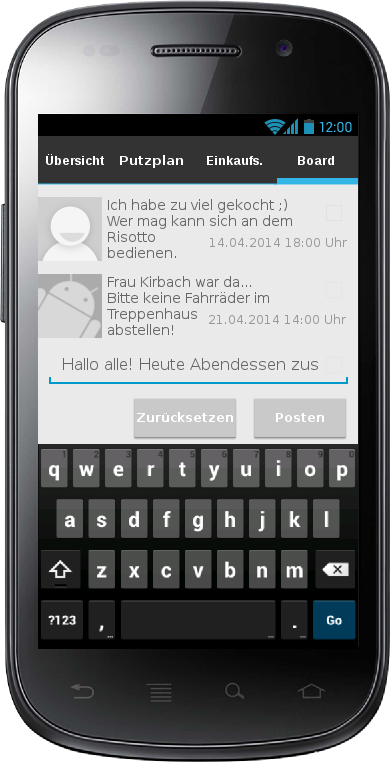 12:00
Übersicht Putzplan Einkaufs. Board
Ich habe zu viel gekocht ;)
Wer mag kann sich an dem
Risotto
bedienen. 14.04.2014 18:00 Uhr
Frau Kirbach war da...
Bitte keine Fahrräder im
Treppenhaus
abstellen! 21.04.2014 14:00 Uhr
Hallo alle! Heute Abendessen zus
Zurücksetzen Posten
1 2 3 4 5 6 7 8 9 0
q w e r t y u i o p
a s d f g h j k l
z x c v b n m
?123 , ... ... . ... Go